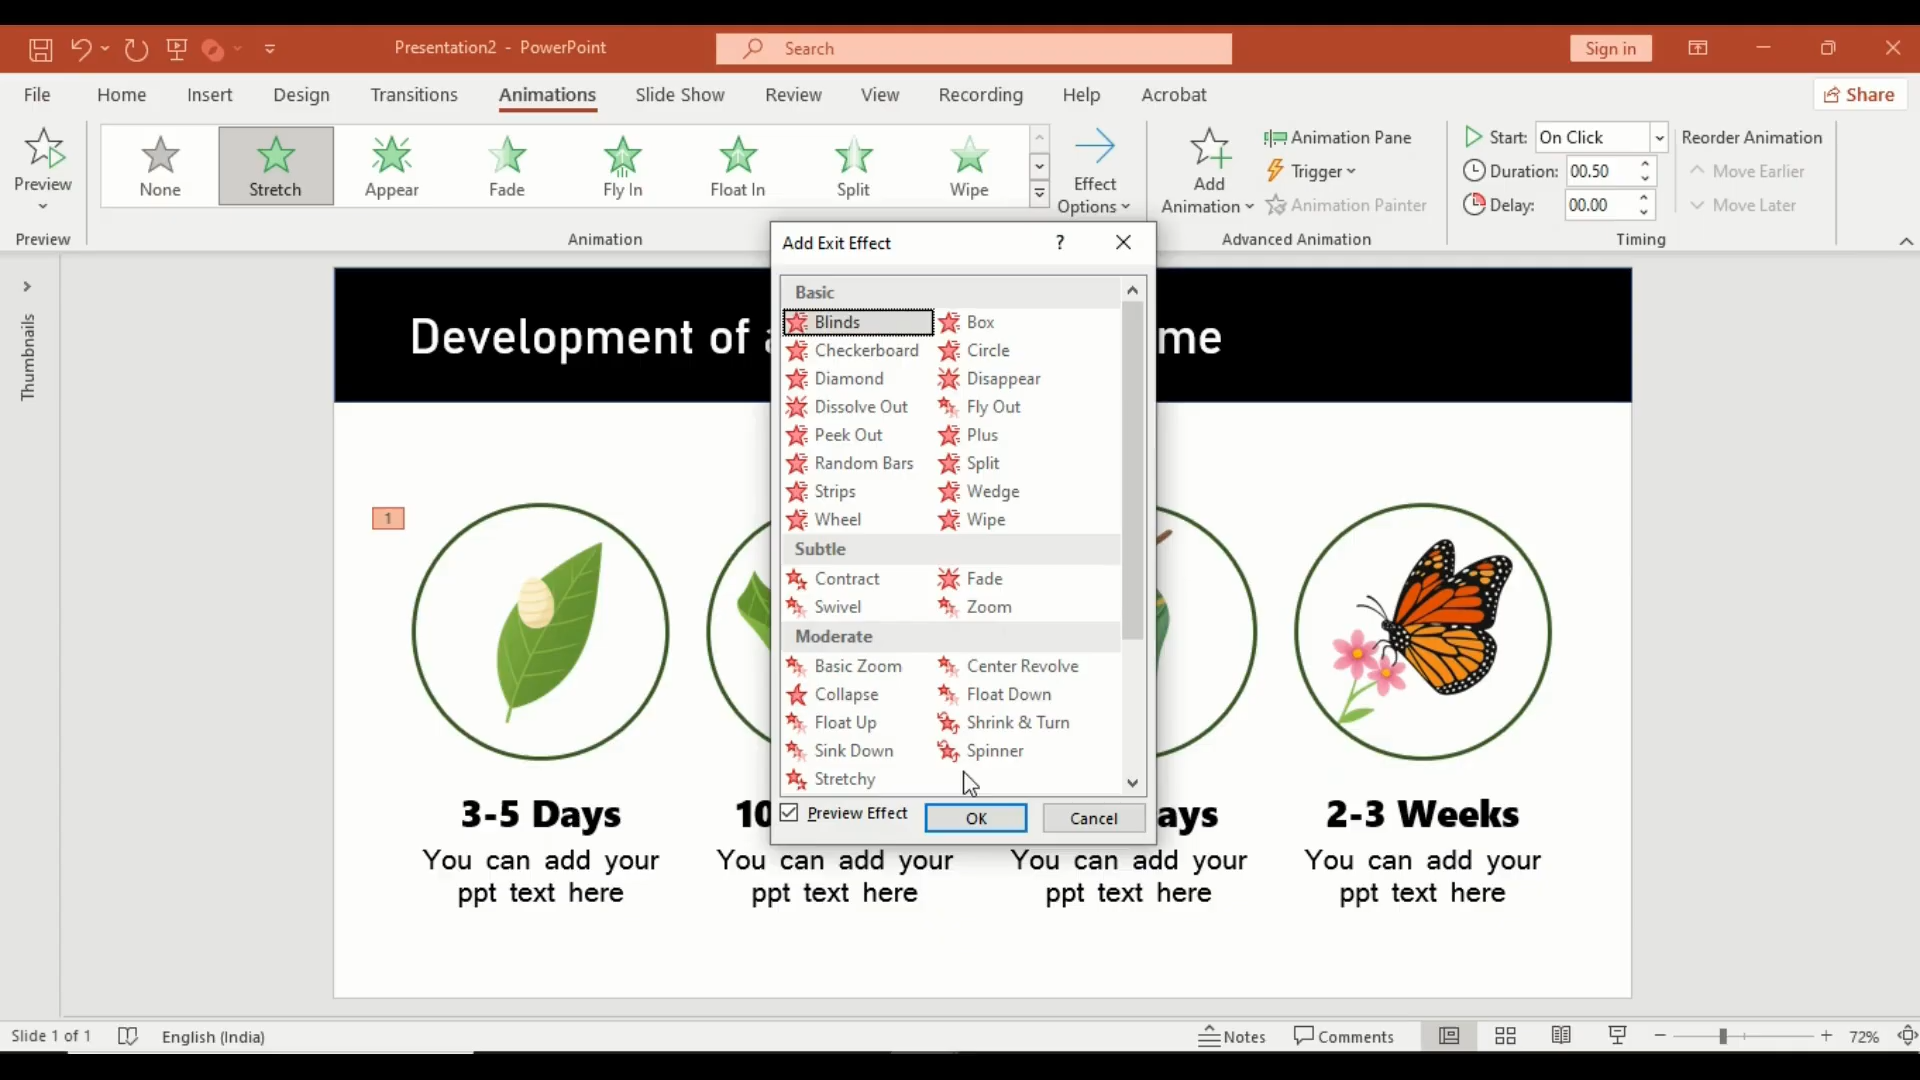 Presentation2 - PowerPoint
Search
Sign in
File Home Insert Design Transitions Animations Slide Show Review View Recording Help Acrobat
Share
Preview
None Stretch Appear Fade Fly In Float In Split Wipe
Effect Options
Add Animation
Animation Pane
Trigger
Animation Painter
Start: On Click
Duration: 00.50
Delay: 00.00
Reorder Animation
Move Earlier
Move Later
Preview
Animation
Advanced Animation
Timing
Thumbnails
Development of
me
1
Add Exit Effect
?
Basic
Blinds Box
Checkerboard Circle
Diamond Disappear
Dissolve Out Fly Out
Peek Out Plus
Random Bars Split
Strips Wedge
Wheel Wipe
Subtle
Contract Fade
Swivel Zoom
Moderate
Basic Zoom Center Revolve
Collapse Float Down
Float Up Shrink & Turn
Sink Down Spinner
Stretchy
Preview Effect OK Cancel
3-5 Days
You can add your
ppt text here
10
You can add your
ppt text here
ays
You can add your
ppt text here
2-3 Weeks
You can add your
ppt text here
Slide 1 of 1
English (India)
Notes
Comments
72%